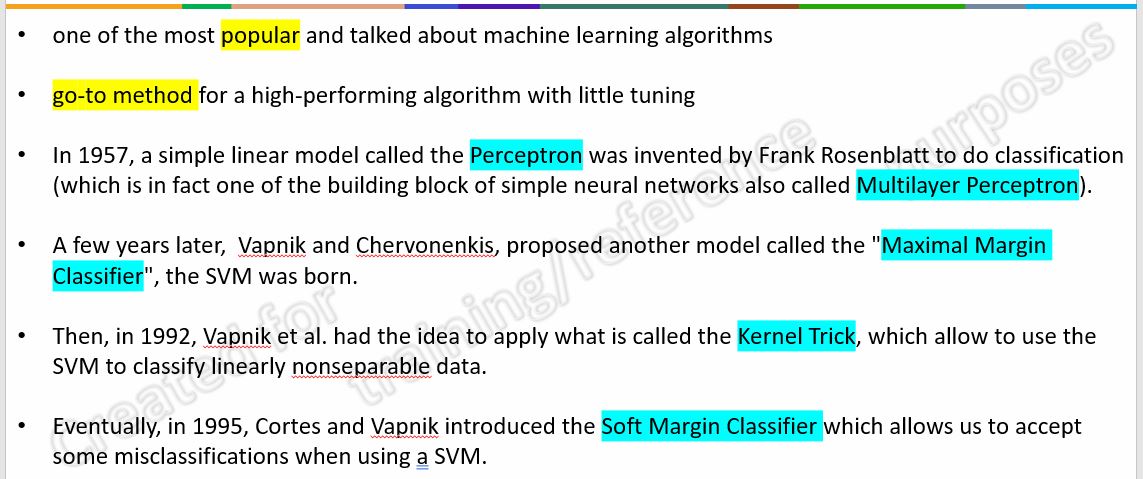 • one of the most popular and talked about machine learning algorithms
• go-to method for a high-performing algorithm with little tuning
• In 1957, a simple linear model called the Perceptron was invented by Frank Rosenblatt to do classification
(which is in fact one of the building block of simple neural networks also called Multilayer Perceptron).
• A few years later,  Vapnik and Chervonenkis, proposed another model called the "Maximal Margin
Classifier", the SVM was born.
• Then, in 1992, Vapnik et al. had the idea to apply what is called the Kernel Trick, which allow to use the
SVM to classify linearly nonseparable data.
• Eventually, in 1995, Cortes and Vapnik introduced the Soft Margin Classifier which allows us to accept
some misclassifications when using a SVM.
Created for
training/reference purposes